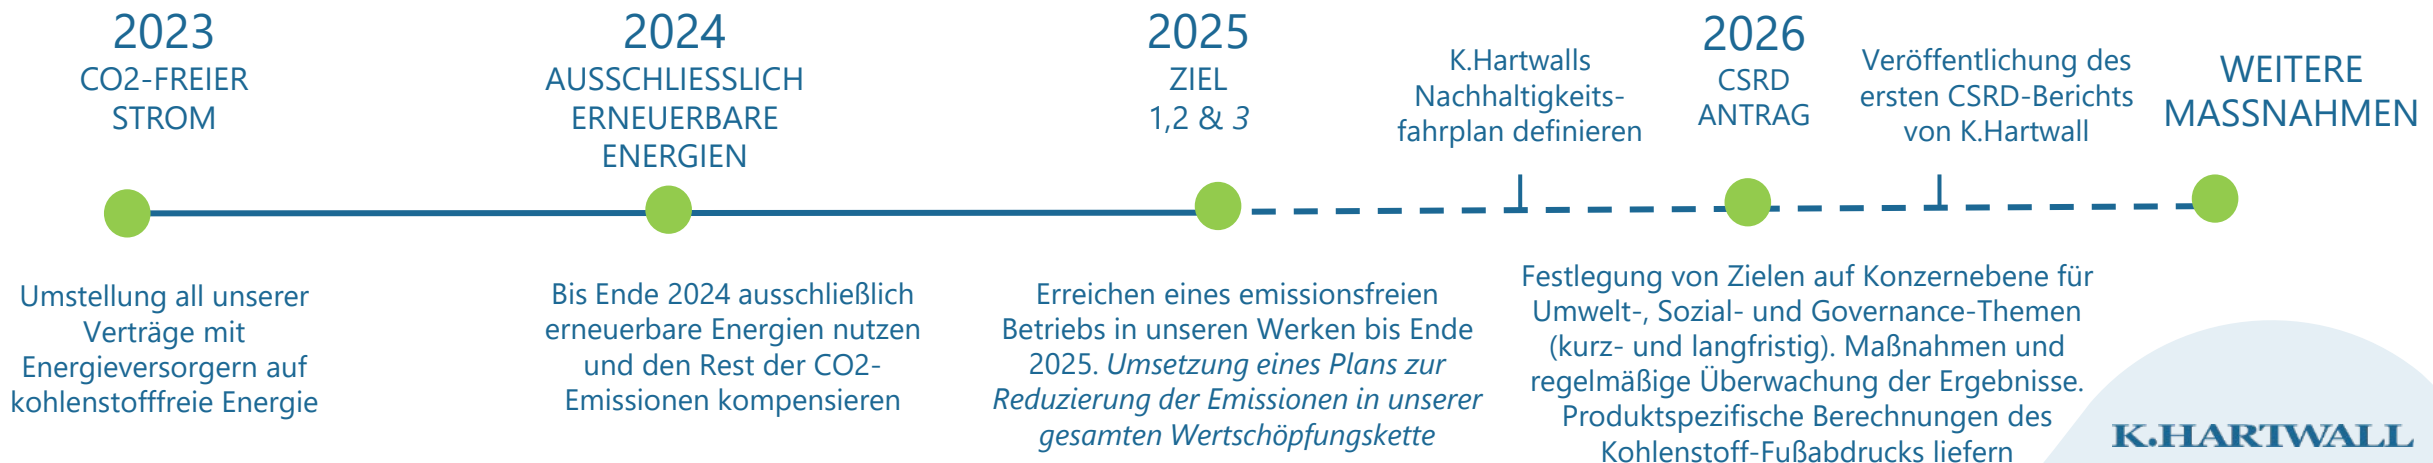 2023
CO2-FREIER
STROM
Umstellung all unserer
Verträge mit
Energieversorgern auf
kohlenstofffreie Energie
2024
AUSSCHLIESSLICH
ERNEUERBARE
ENERGIEN
Bis Ende 2024 ausschließlich
erneuerbare Energien nutzen
und den Rest der CO2-
Emissionen kompensieren
2025
ZIEL
1,2 & 3
Erreichen eines emissionsfreien
Betriebs in unseren Werken bis Ende
2025. Umsetzung eines Plans zur
Reduzierung der Emissionen in unserer
gesamten Wertschöpfungskette
K.Hartwalls
Nachhaltigkeits-
fahrplan definieren
2026
CSRD
ANTRAG
Festlegung von Zielen auf Konzernebene für
Umwelt-, Sozial- und Governance-Themen
(kurz- und langfristig). Maßnahmen und
regelmäßige Überwachung der Ergebnisse.
Produktspezifische Berechnungen des
Kohlenstoff-Fußabdrucks liefern
Veröffentlichung des
ersten CSRD-Berichts
von K.Hartwall
WEITERE
MASSNAHMEN
K.HARTWALL